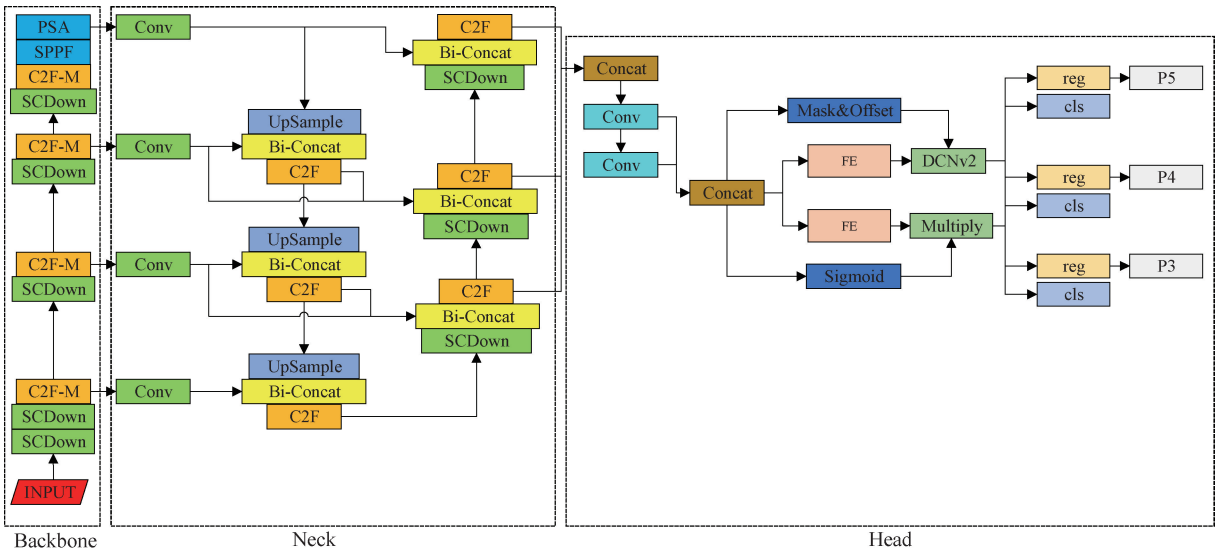 PSA
SPPF
C2F-M
SCDown
C2F-M
SCDown
C2F-M
SCDown
C2F-M
SCDown
SCDown
INPUT
Backbone
Conv
Conv
Conv
Conv
UpSample
Bi-Concat
C2F
UpSample
Bi-Concat
C2F
UpSample
Bi-Concat
C2F
C2F
Bi-Concat
SCDown
C2F
Bi-Concat
SCDown
C2F
Bi-Concat
SCDown
Neck
Concat
Conv
Conv
Concat
Mask&Offset
FE
FE
Sigmoid
DCNv2
Multiply
reg
cls
P5
reg
cls
P4
reg
cls
P3
Head